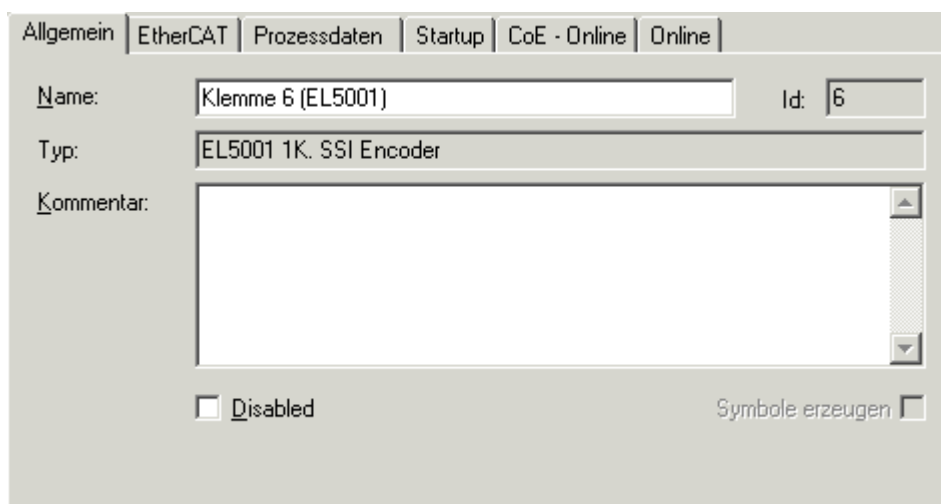 Allgemein EtherCAT Prozessdaten Startup CoE - Online Online
Name: Klemme 6 (EL5001) Id: 6
Typ: EL5001 1K. SSI Encoder
Kommentar:
Disabled Symbole erzeugen